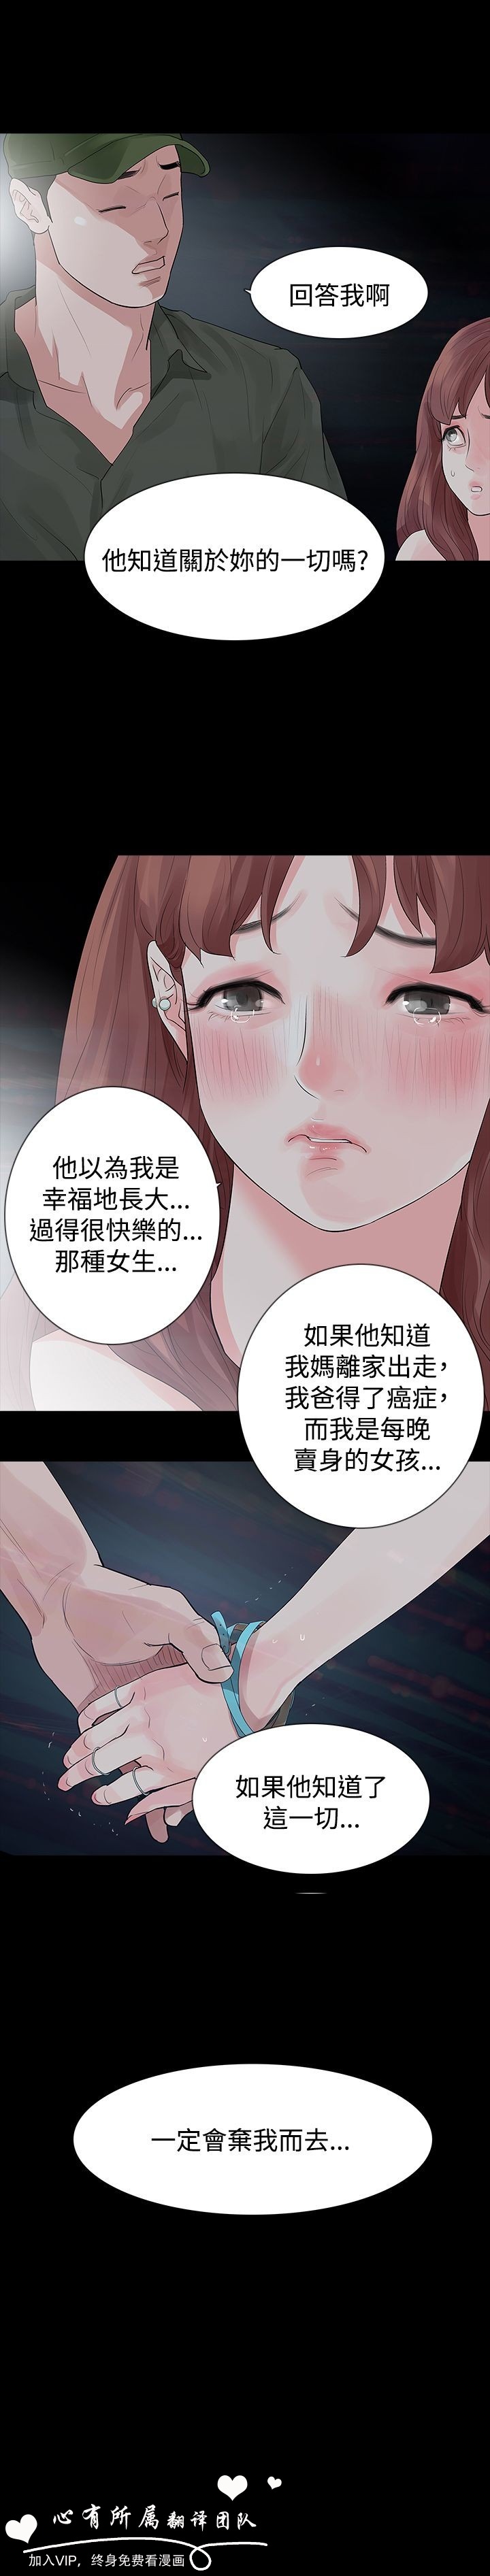 回答我啊
他知道關於妳的一切嗎?
他以為我是
幸福地長大...
過得很快樂的...
那種女生...
如果他知道
我媽離家出走，
我爸得了癌症，
而我是每晚
賣身的女孩...
如果他知道了
這一切...
一定會棄我而去...
心有所属翻译团队
加入VIP，终身免费看漫画